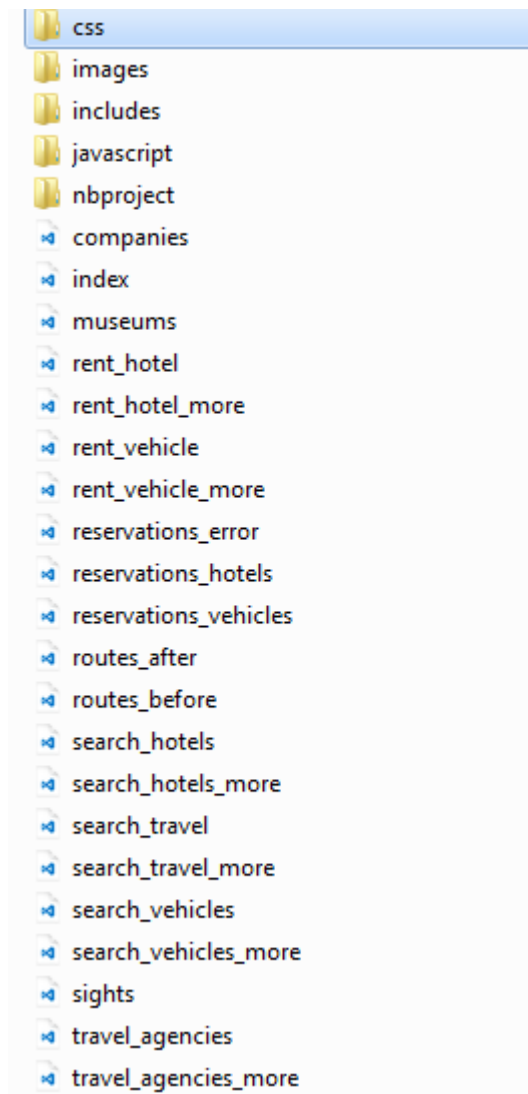 css
images
includes
javascript
nbproject
companies
index
museums
rent_hotel
rent_hotel_more
rent_vehicle
rent_vehicle_more
reservations_error
reservations_hotels
reservations_vehicles
routes_after
routes_before
search_hotels
search_hotels_more
search_travel
search_travel_more
search_vehicles
search_vehicles_more
sights
travel_agencies
travel_agencies_more